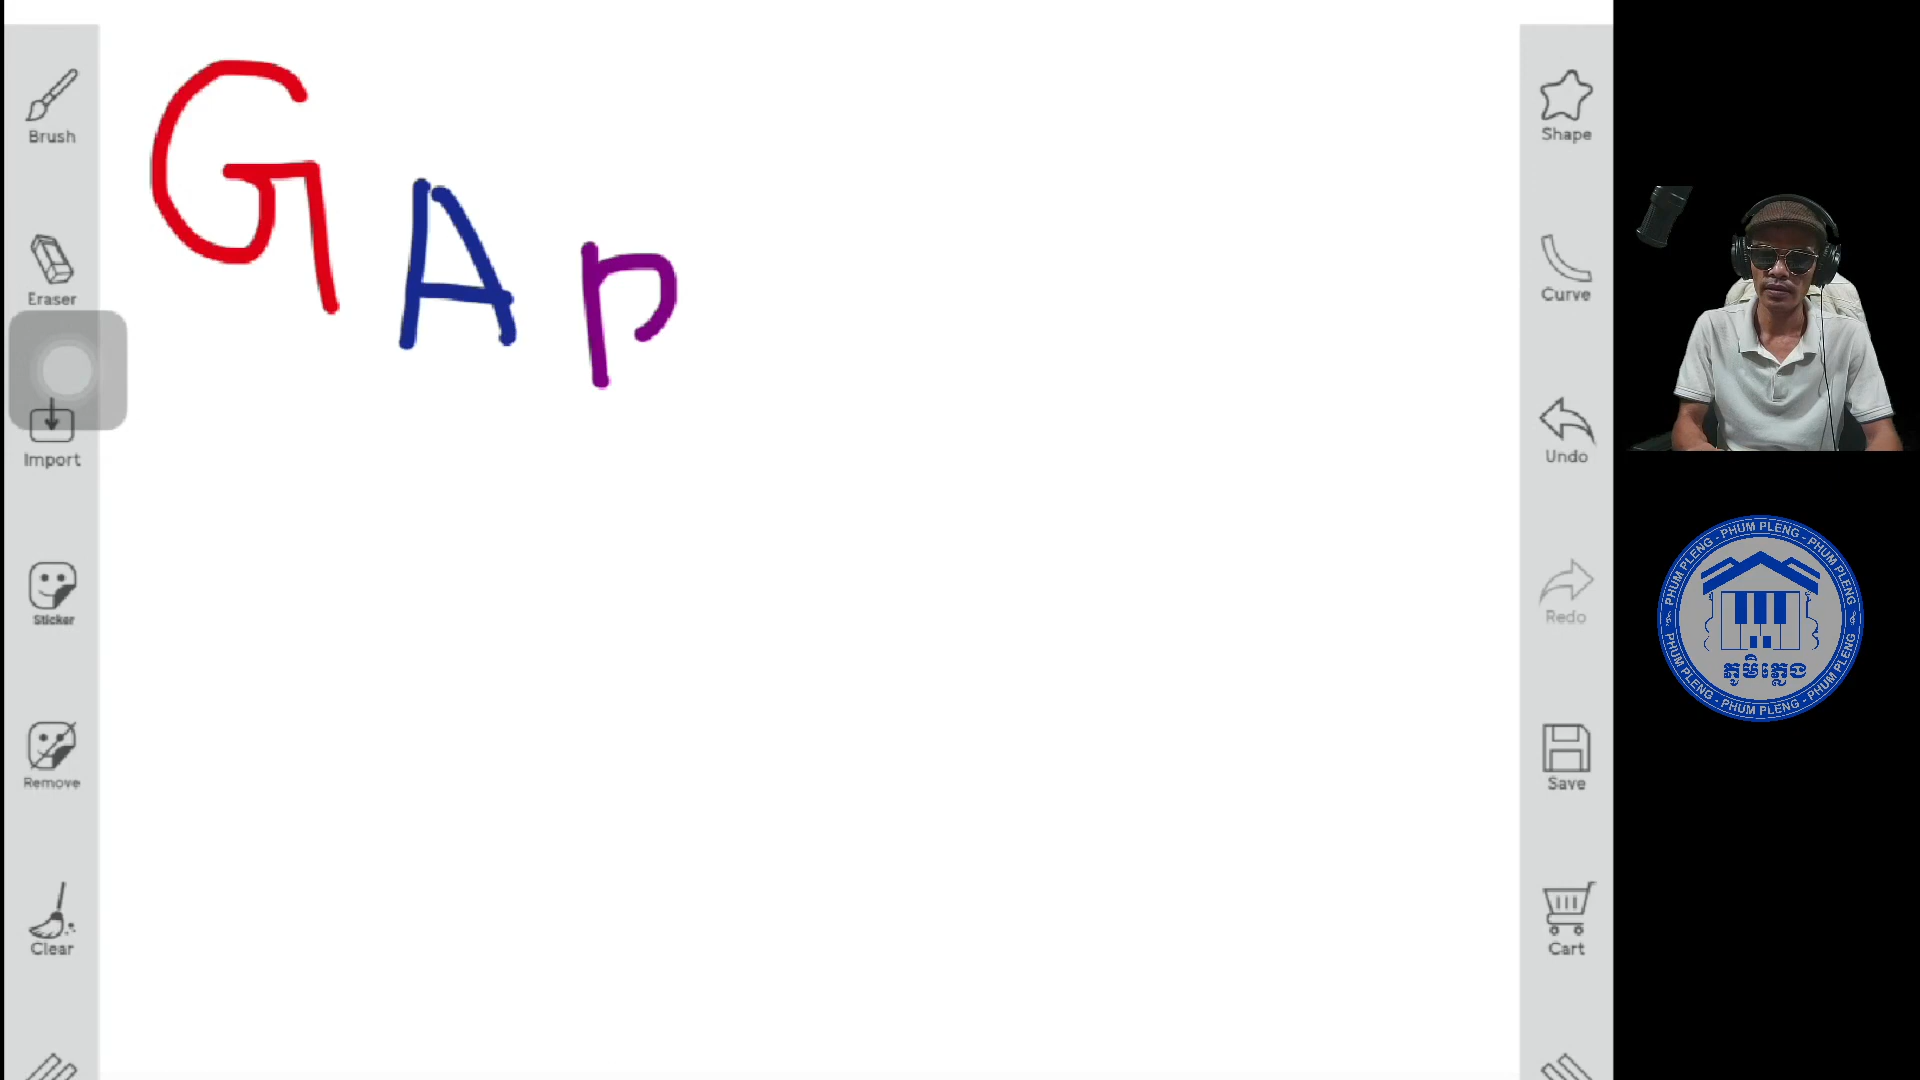 GAP
Brush
Eraser
Import
Sticker
Remove
Clear
Shape
Curve
Undo
Redo
Save
Cart
PHUM PLENG - PHUM PLENG - PHUM PLENG - PHUM PLENG - PHUM PLENG - PHUM PLENG
ភូមិភ្លេង